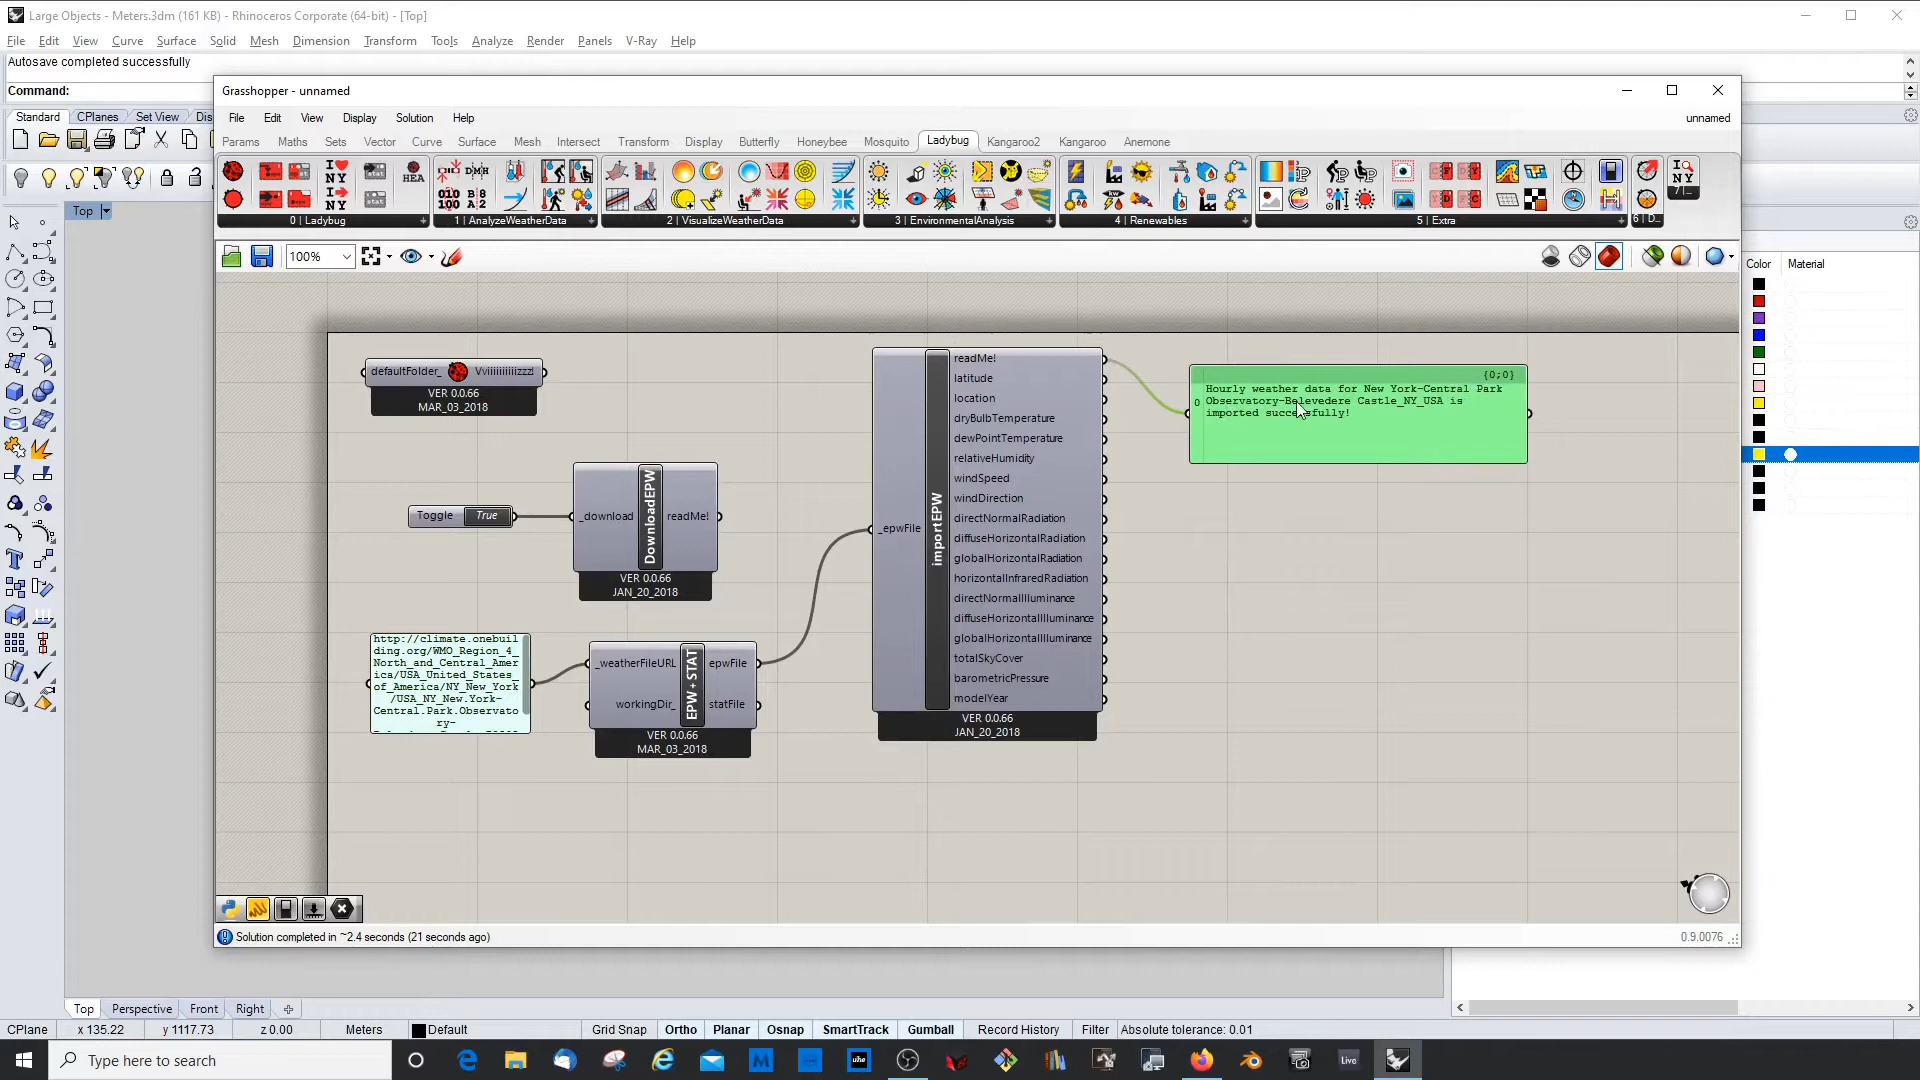 Large Objects - Meters.3dm (161 KB) - Rhinoceros Corporate (64-bit) - [Top]
File Edit View Curve Surface Solid Mesh Dimension Transform Tools Analyze Render Panels V-Ray Help
Autosave completed successfully
Command:
Standard CPlanes Set View Dis
Top
Grasshopper - unnamed
File Edit View Display Solution Help
unnamed
Params Maths Sets Vector Curve Surface Mesh Intersect Transform Display Butterfly Honeybee Mosquito Ladybug Kangaroo2 Kangaroo Anemone
0 | Ladybug
1 | AnalyzeWeatherData
2 | VisualizeWeatherData
3 | EnvironmentalAnalysis
4 | Renewables
5 | Extra
6 | D...
7 |...
100%
Color Material
defaultFolder_ Vviiiiiiiiiizzz!
VER 0.0.66
MAR_03_2018
Toggle True
_download DownloadEPW readMe!
VER 0.0.66
JAN_20_2018
http://climate.onebuil
ding.org/WMO_Region_4_
North_and_Central_Amer
ica/USA_United_States_
of_America/NY_New_York
/USA_NY_New.York-
Central.Park.Observato
ry-
_weatherFileURL
workingDir_
EPW+STAT
epwFile
statFile
VER 0.0.66
MAR_03_2018
_epwFile
importEPW
readMe!
latitude
location
dryBulbTemperature
dewPointTemperature
relativeHumidity
windSpeed
windDirection
directNormalRadiation
diffuseHorizontalRadiation
globalHorizontalRadiation
horizontalInfraredRadiation
directNormalIlluminance
diffuseHorizontalIlluminance
globalHorizontalIlluminance
totalSkyCover
barometricPressure
modelYear
VER 0.0.66
JAN_20_2018
{0;0}
0
Hourly weather data for New York-Central Park
Observatory-Belevedere Castle_NY_USA is
imported successfully!
Solution completed in ~2.4 seconds (21 seconds ago)
0.9.0076
Top Perspective Front Right
CPlane x 135.22 y 1117.73 z 0.00 Meters Default Grid Snap Ortho Planar Osnap SmartTrack Gumball Record History Filter Absolute tolerance: 0.01
Type here to search
uhe
Live